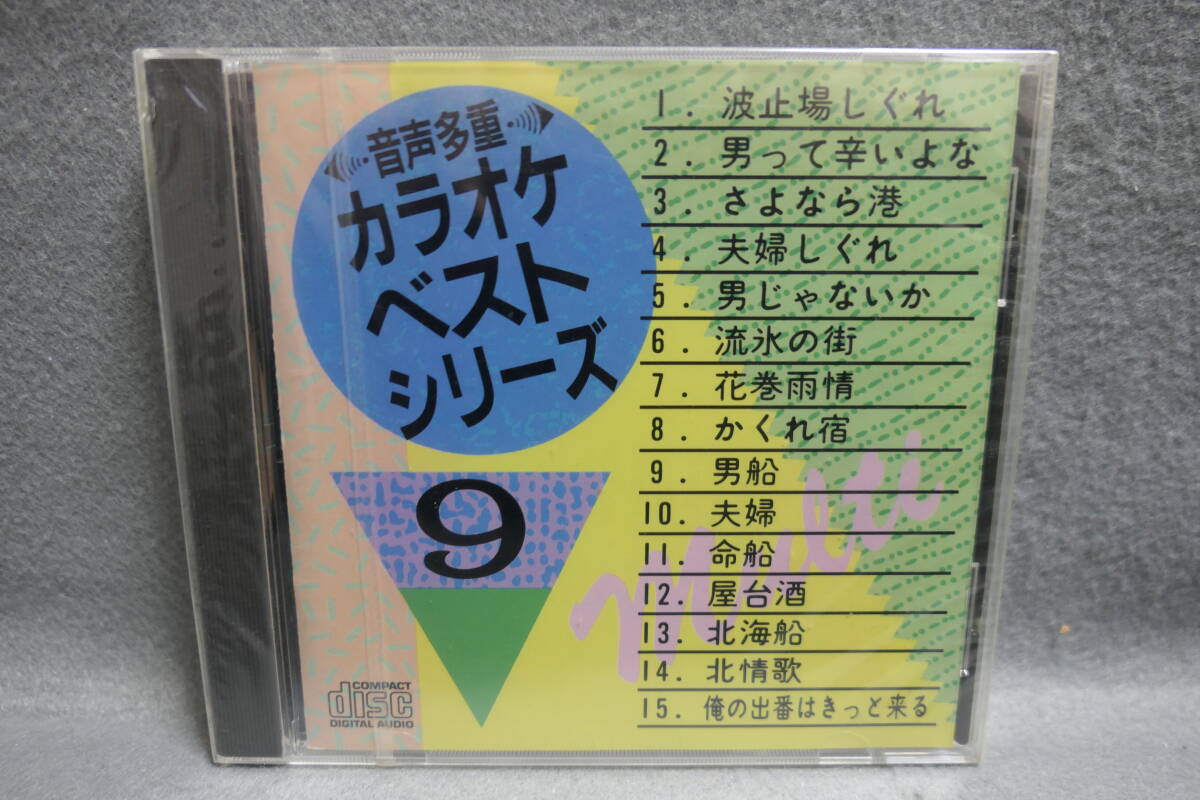 音声多重
カラオケ
ベスト
シリーズ
9
1. 波止場しぐれ
2. 男って辛いよな
3. さよなら港
4. 夫婦しぐれ
5. 男じゃないか
6. 流氷の街
7. 花巻雨情
8. かくれ宿
9. 男船
10. 夫婦
11. 命船
12. 屋台酒
13. 北海船
14. 北情歌
15. 俺の出番はきっと来る
Multi
COMPACT
disc
DIGITAL AUDIO